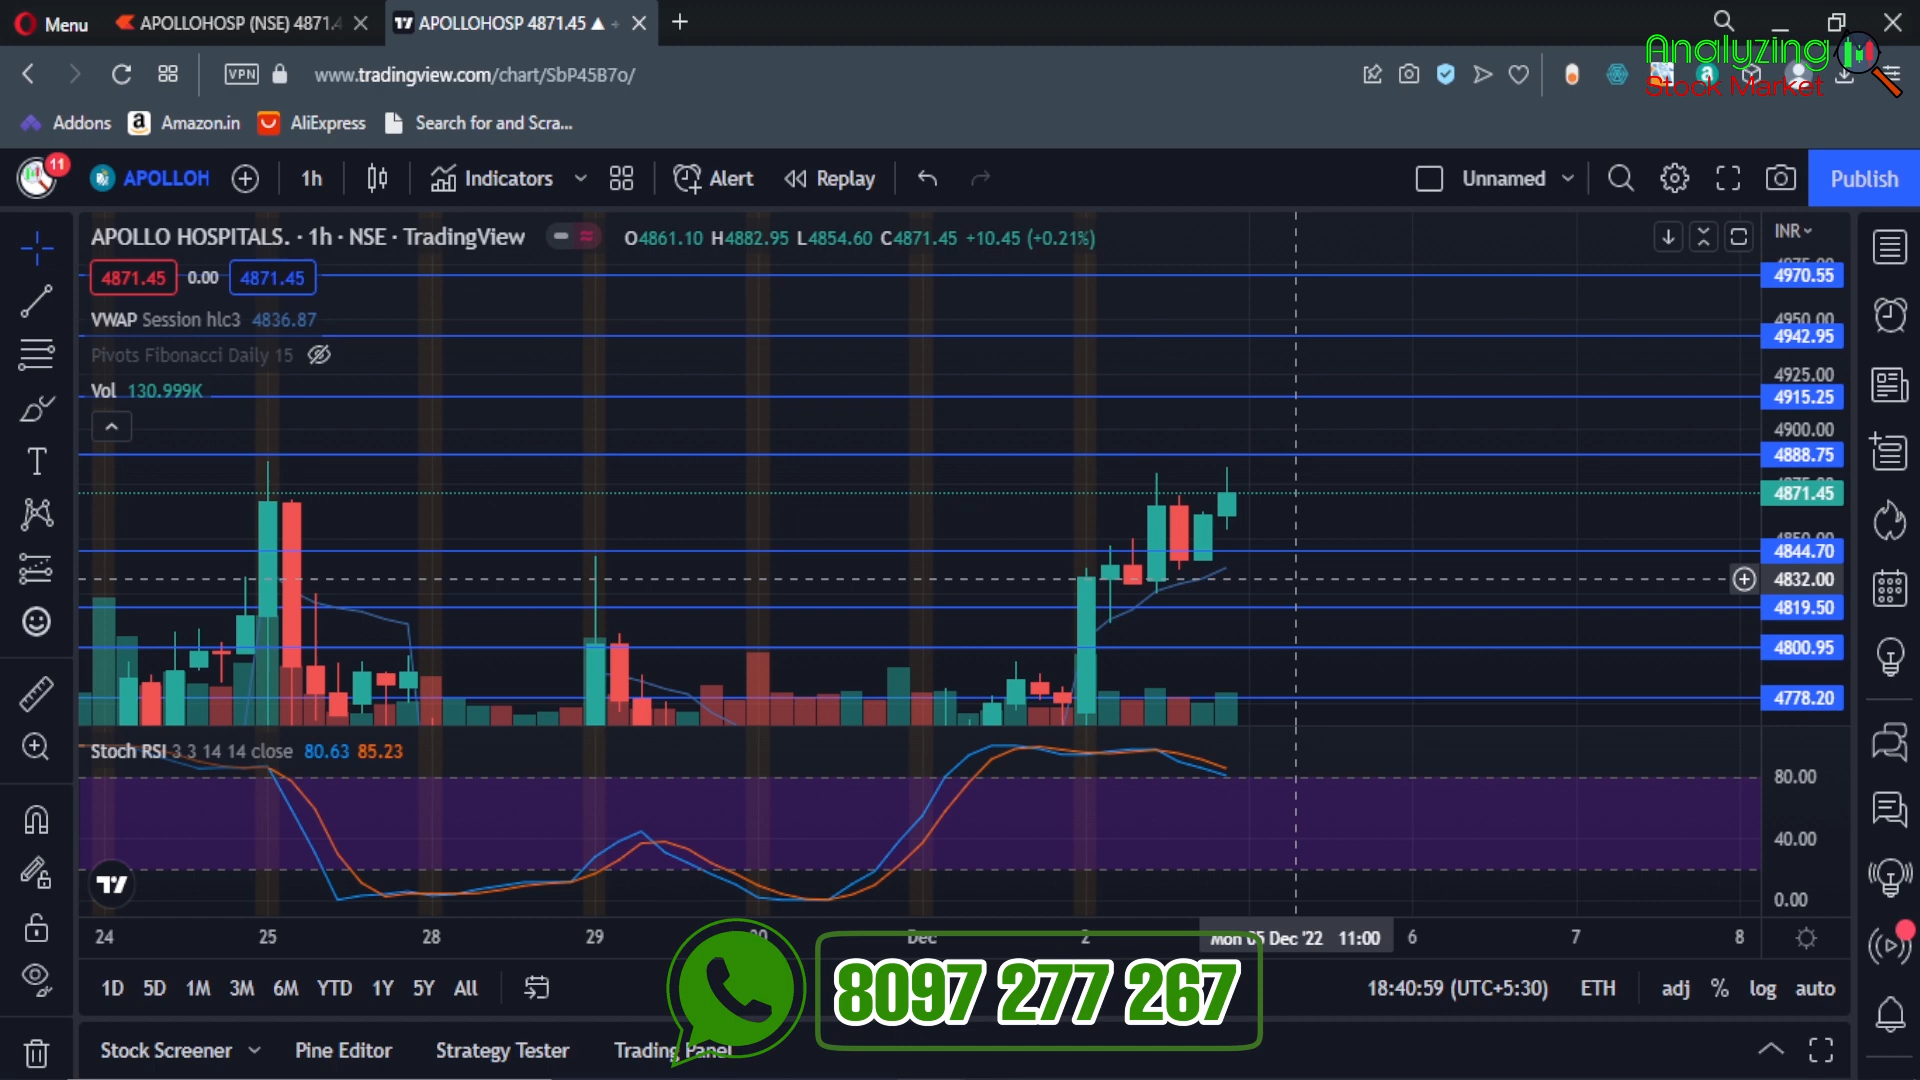 Menu APOLLOHOSP (NSE) 4871.4 APOLLOHOSP 4871.45 ▲
VPN www.tradingview.com/chart/SbP45B7o/
Analyzing
Stock Market
Addons Amazon.in AliExpress Search for and Scra...
11 APOLLOH 1h Indicators Alert Replay Unnamed Publish
APOLLO HOSPITALS. · 1h · NSE · TradingView O4861.10 H4882.95 L4854.60 C4871.45 +10.45 (+0.21%) INR
4871.45 0.00 4871.45
VWAP Session hlc3 4836.87
Pivots Fibonacci Daily 15
Vol 130.999K
4970.55
4950.00
4942.95
4925.00
4915.25
4900.00
4888.75
4871.45
4844.70
4832.00
4819.50
4800.95
4778.20
Stoch RSI 3 3 14 14 close 80.63 85.23
80.00
40.00
0.00
24 25 28 29 30 Dec 2 Mon 05 Dec '22 11:00 6 7 8
1D 5D 1M 3M 6M YTD 1Y 5Y All 18:40:59 (UTC+5:30) ETH adj % log auto
8097 277 267
Stock Screener Pine Editor Strategy Tester Trading Panel